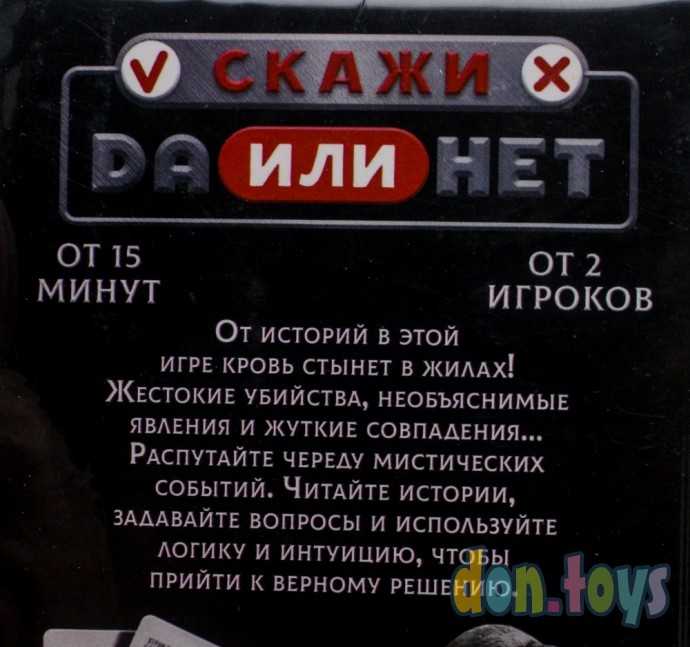 СКАЖИ
DА ИЛИ НЕТ
ОТ 15
МИНУТ
ОТ 2
ИГРОКОВ
От историй в этой
игре кровь стынет в жилах!
Жестокие убийства, необъяснимые
явления и жуткие совпадения...
Распутайте череду мистических
событий. Читайте истории,
задавайте вопросы и используйте
логику и интуицию, чтобы
прийти к верному решению.
don.toys